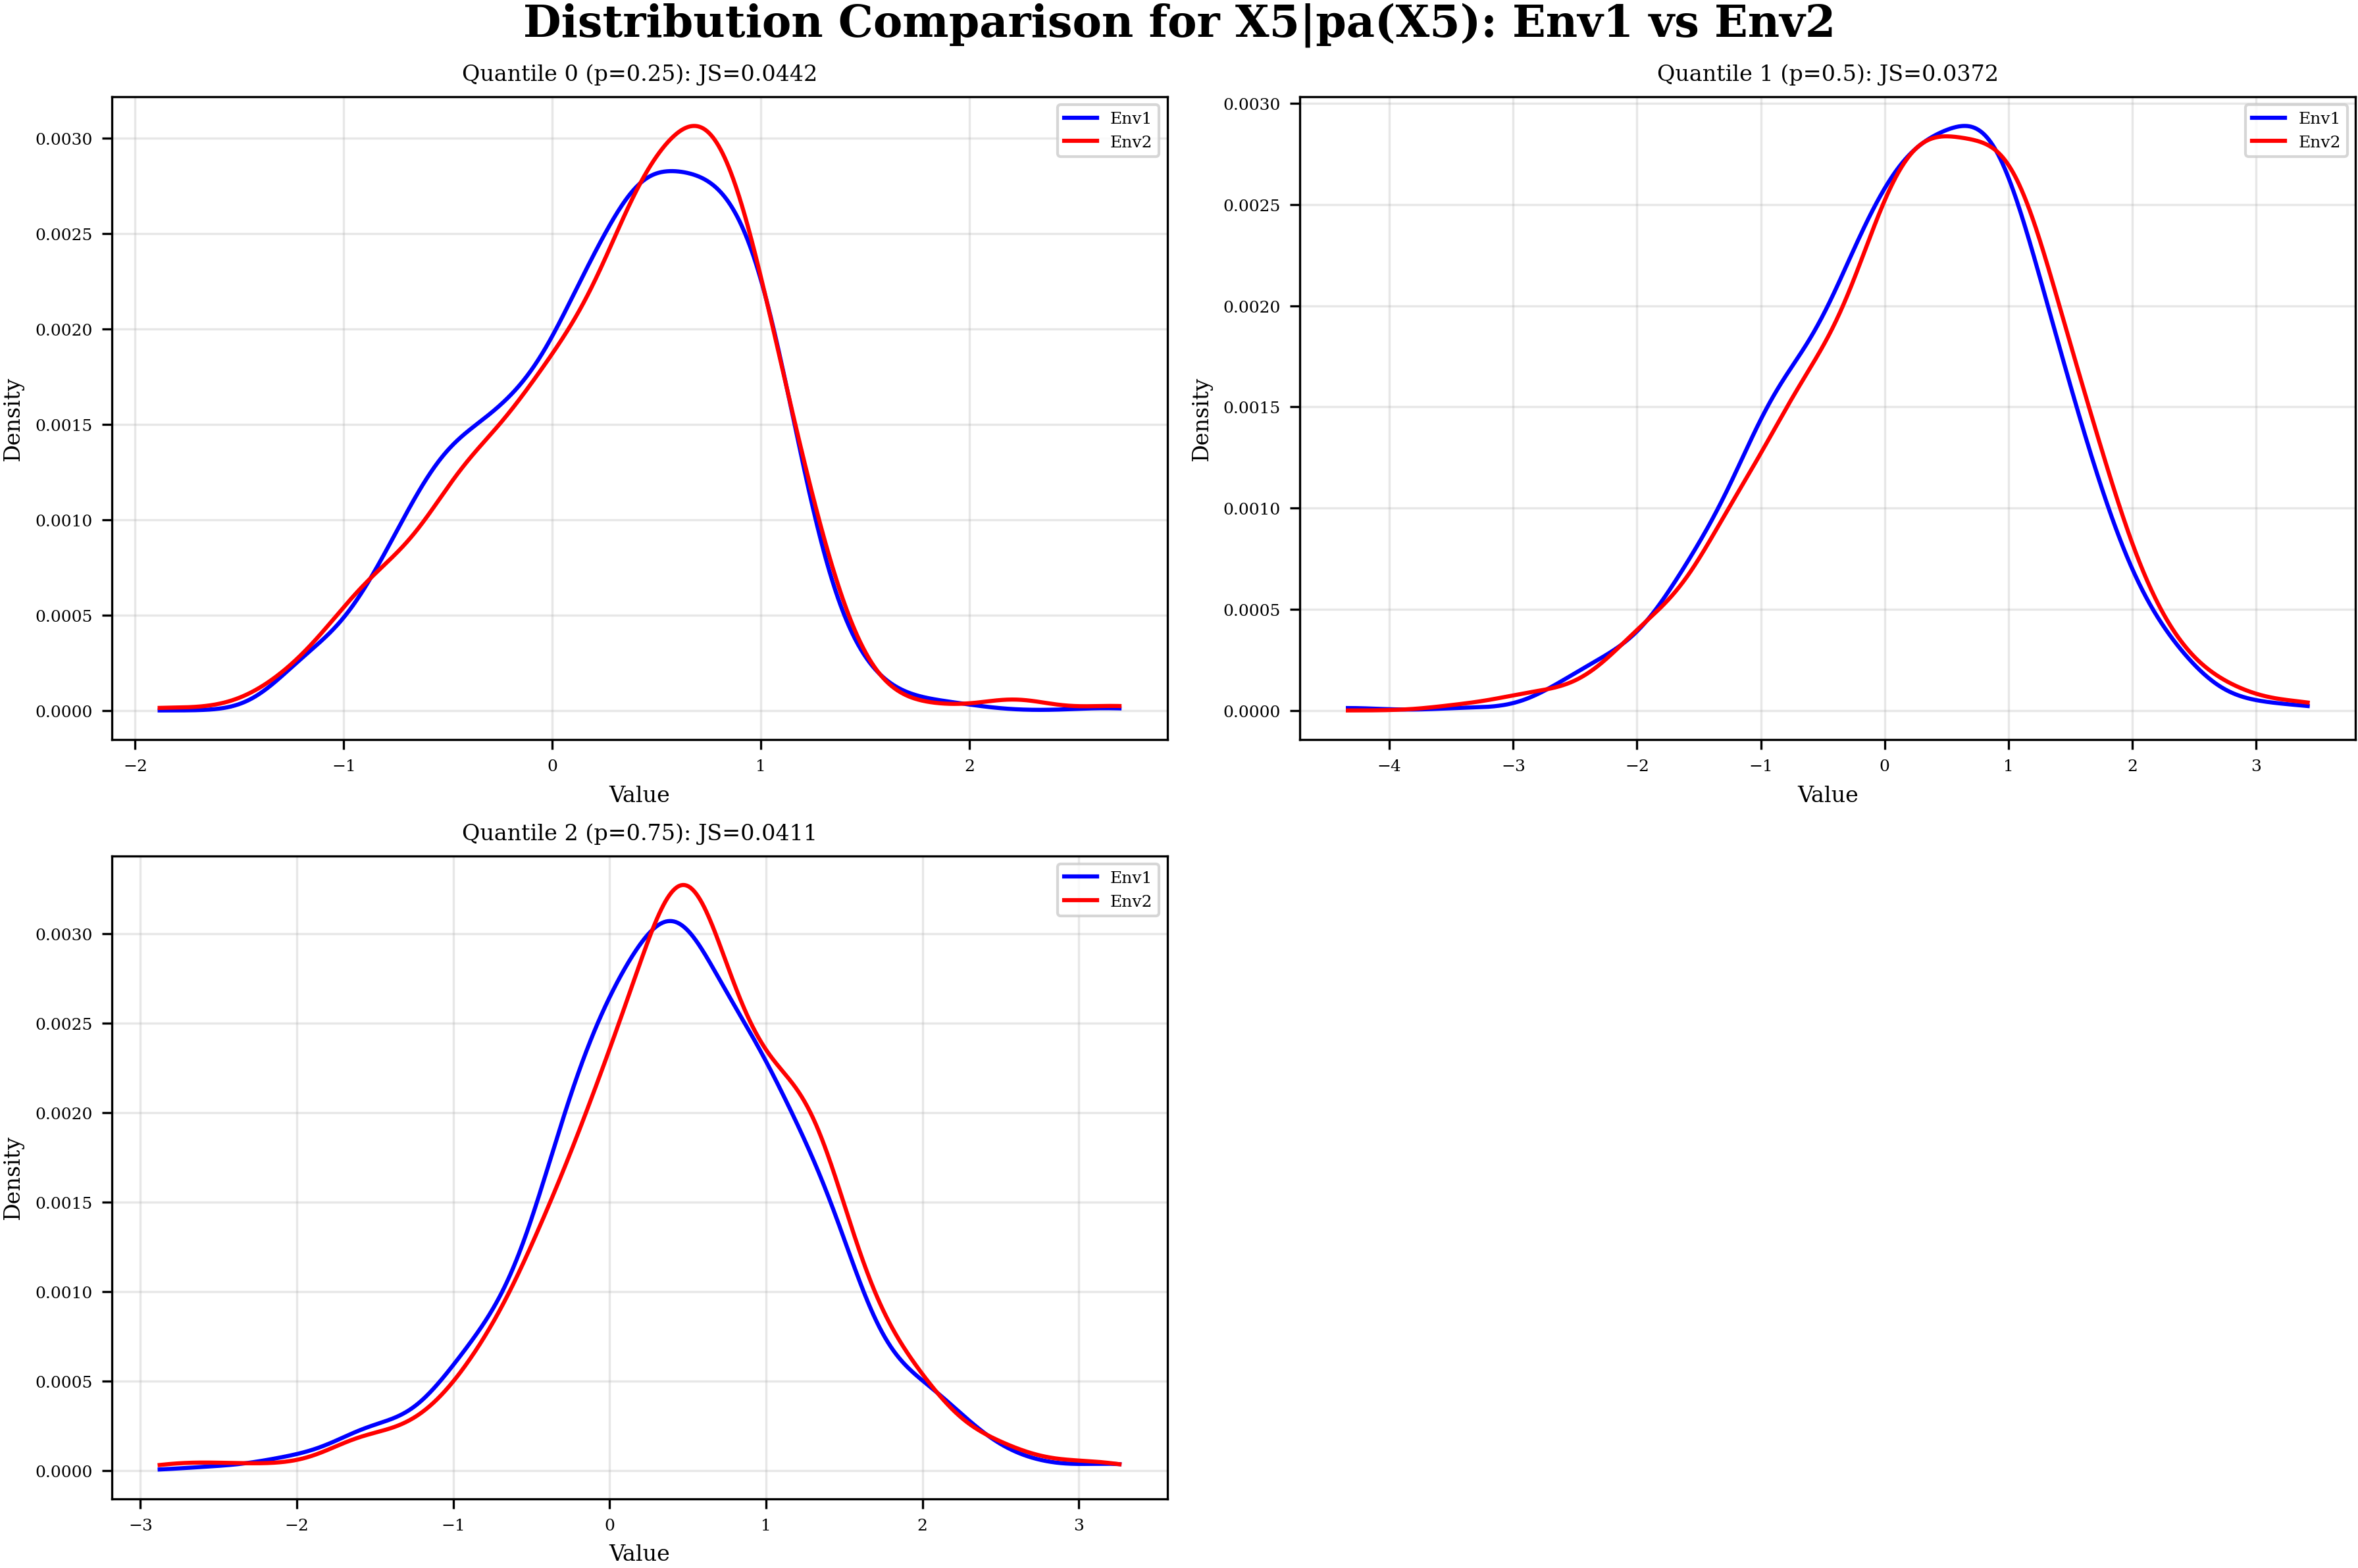 Distribution Comparison for X5|pa(X5): Env1 vs Env2
Quantile 0 (p=0.25): JS=0.0442
Env1
Env2
0.0030
0.0025
0.0020
0.0015
0.0010
0.0005
0.0000
Density
−2 −1 0 1 2
Value
Quantile 1 (p=0.5): JS=0.0372
Env1
Env2
0.0030
0.0025
0.0020
0.0015
0.0010
0.0005
0.0000
Density
−4 −3 −2 −1 0 1 2 3
Value
Quantile 2 (p=0.75): JS=0.0411
Env1
Env2
0.0030
0.0025
0.0020
0.0015
0.0010
0.0005
0.0000
Density
−3 −2 −1 0 1 2 3
Value